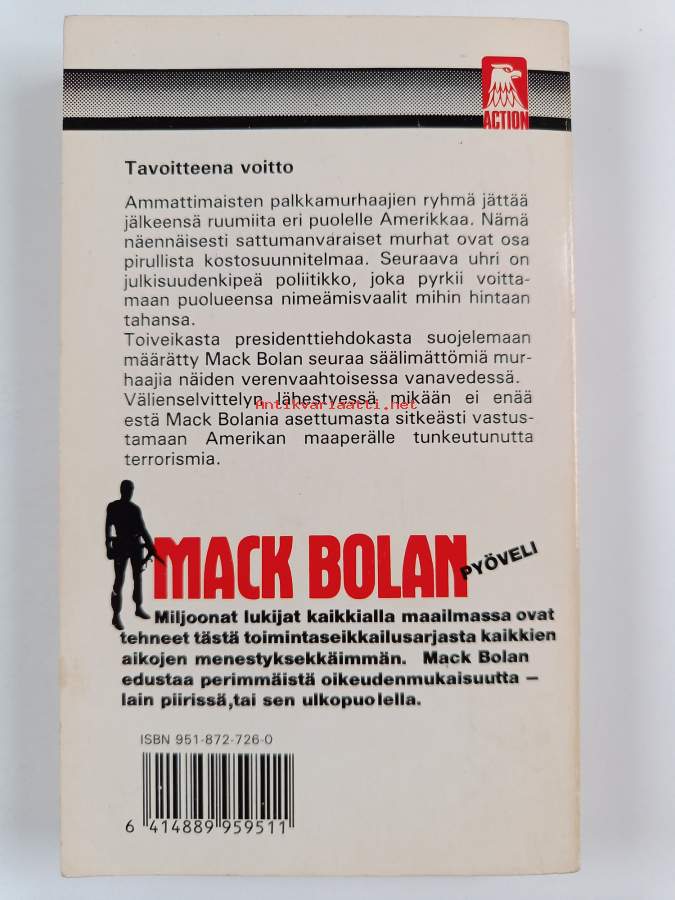 ACTION
Tavoitteena voitto
Ammattimaisten palkkamurhaajien ryhmä jättää
jälkeensä ruumiita eri puolelle Amerikkaa. Nämä
näennäisesti sattumanvaraiset murhat ovat osa
pirullista kostosuunnitelmaa. Seuraava uhri on
julkisuudenkipeä poliitikko, joka pyrkii voitta-
maan puolueensa nimeämisvaalit mihin hintaan
tahansa.
Toiveikasta presidenttiehdokasta suojelemaan
määrätty Mack Bolan seuraa säälimättömiä mur-
haajia näiden verenvaahtoisessa vanavedessä.
Välienselvittelyn lähestyessä mikään ei enää
Antikvariaatti.net
estä Mack Bolania asettumasta sitkeästi vastus-
tamaan Amerikan maaperälle tunkeutunutta
terrorismia.
MACK BOLAN
PYÖVELI
Miljoonat lukijat kaikkialla maailmassa ovat
tehneet tästä toimintaseikkailusarjasta kaikkien
aikojen menestyksekkäimmän. Mack Bolan
edustaa perimmäistä oikeudenmukaisuutta –
lain piirissä,tai sen ulkopuolella.
ISBN 951-872-726-0
6 414889 959511